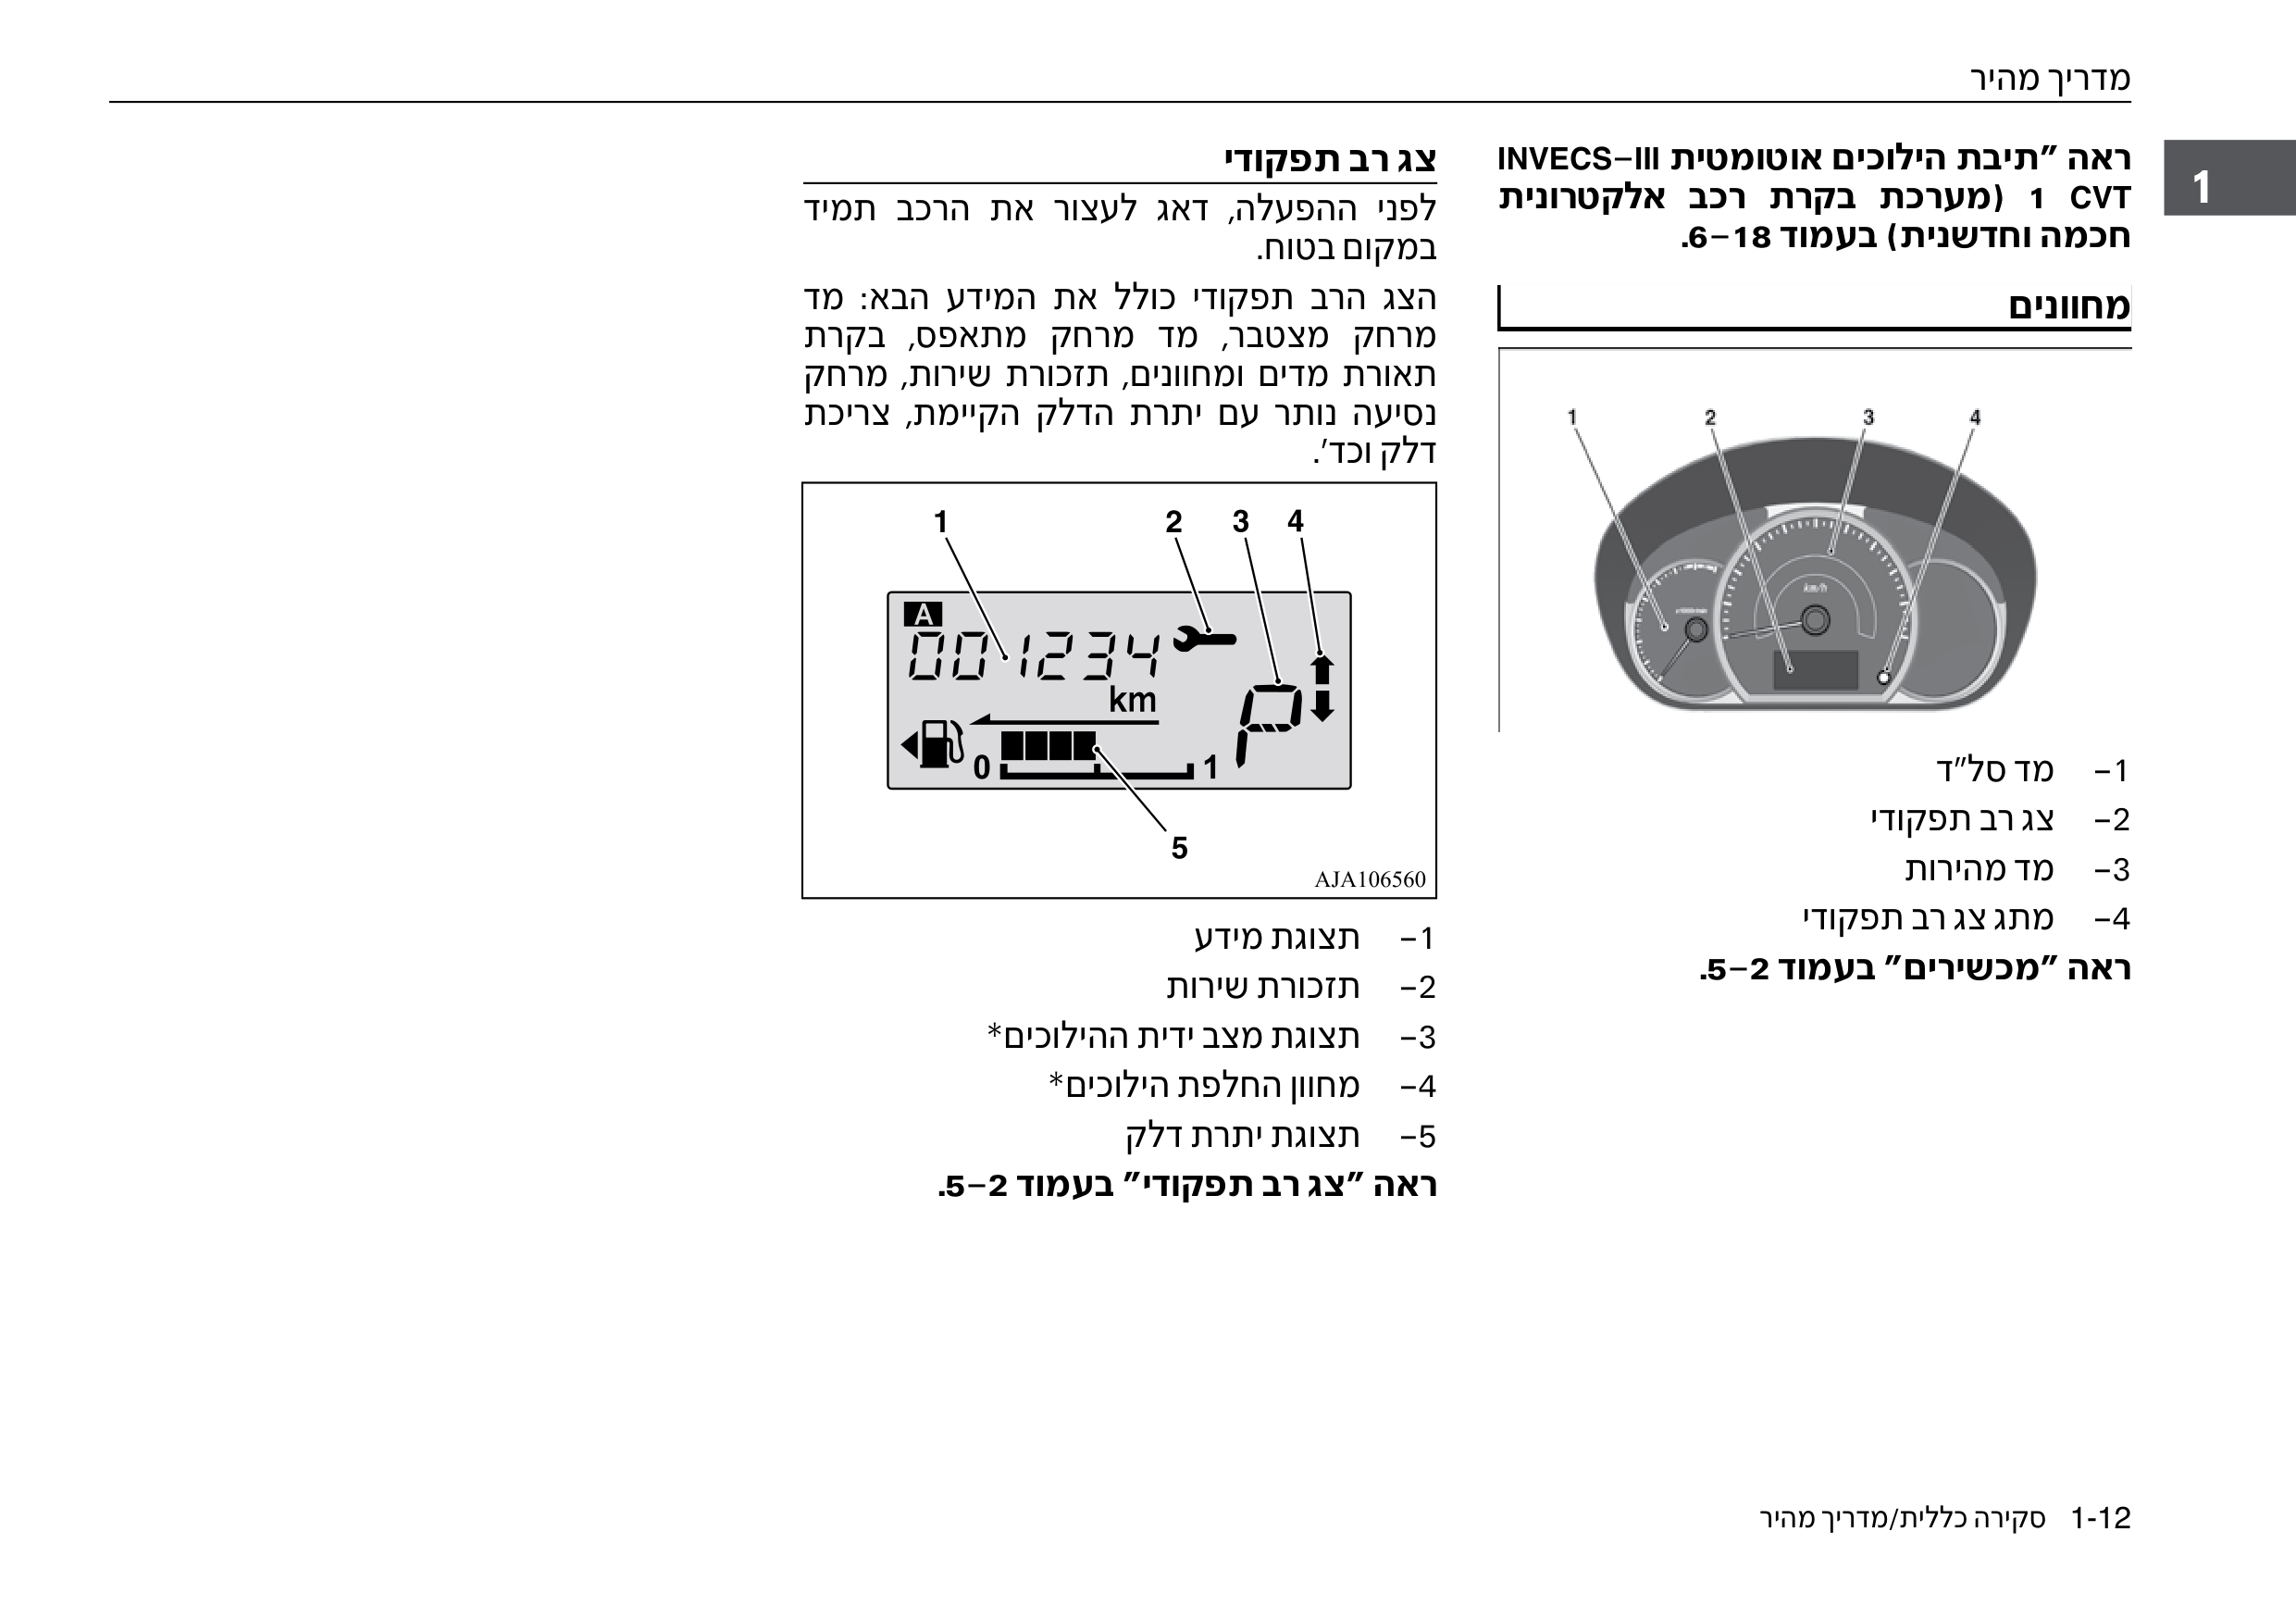 מדריך מהיר
1
ראה ״תיבת הילוכים אוטומטית INVECS–III
1 CVT (מערכת בקרת רכב אלקטרונית
חכמה וחדשנית) בעמוד 6–18.
מחוונים
1 2 3 4
km/h
1– מד סל״ד
2– צג רב תפקודי
3– מד מהירות
4– מתג צג רב תפקודי
ראה ״מכשירים״ בעמוד 5–2.
צג רב תפקודי
לפני ההפעלה, דאג לעצור את הרכב תמיד
במקום בטוח.
הצג הרב תפקודי כולל את המידע הבא: מד
מרחק מצטבר, מד מרחק מתאפס, בקרת
תאורת מדים ומחוונים, תזכורת שירות, מרחק
נסיעה נותר עם יתרת הדלק הקיימת, צריכת
דלק וכד׳.
1 2 3 4
A
001234
km
P
0 1
5
AJA106560
1– תצוגת מידע
2– תזכורת שירות
3– תצוגת מצב ידית ההילוכים*
4– מחוון החלפת הילוכים*
5– תצוגת יתרת דלק
ראה ״צג רב תפקודי״ בעמוד 5–2.
1-12 סקירה כללית/מדריך מהיר